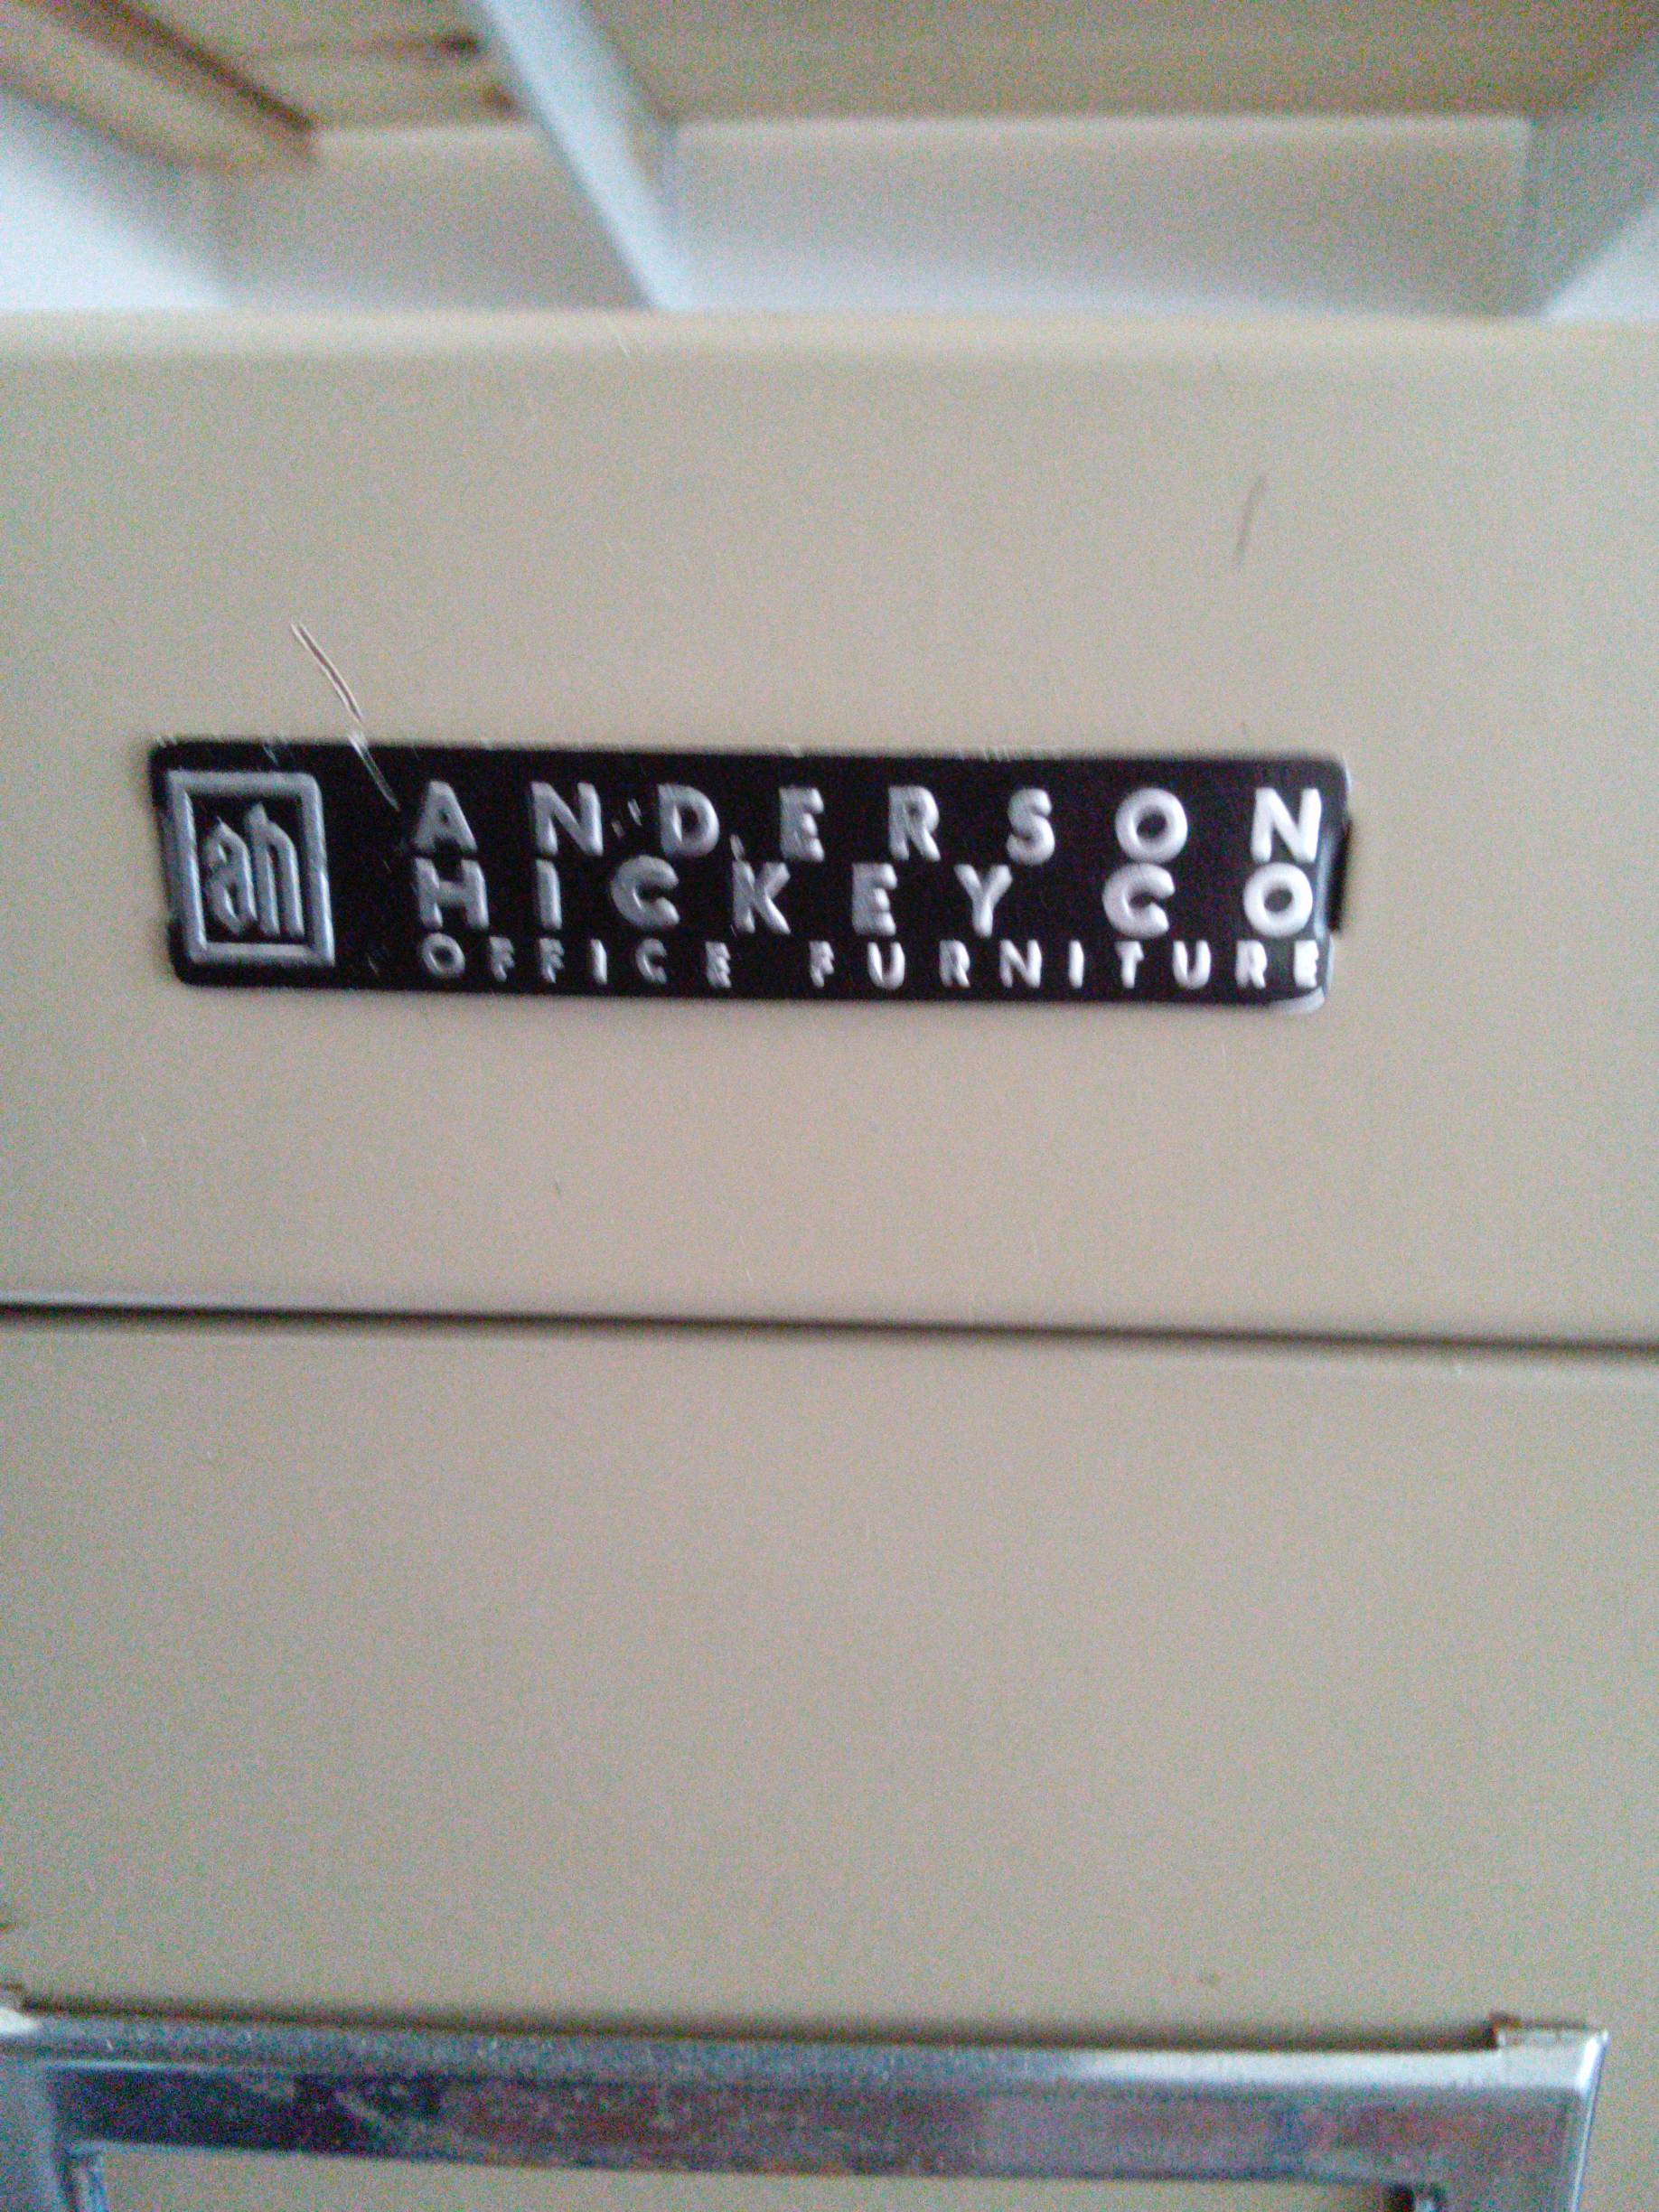 ah
ANDERSON
HICKEY CO
OFFICE FURNITURE